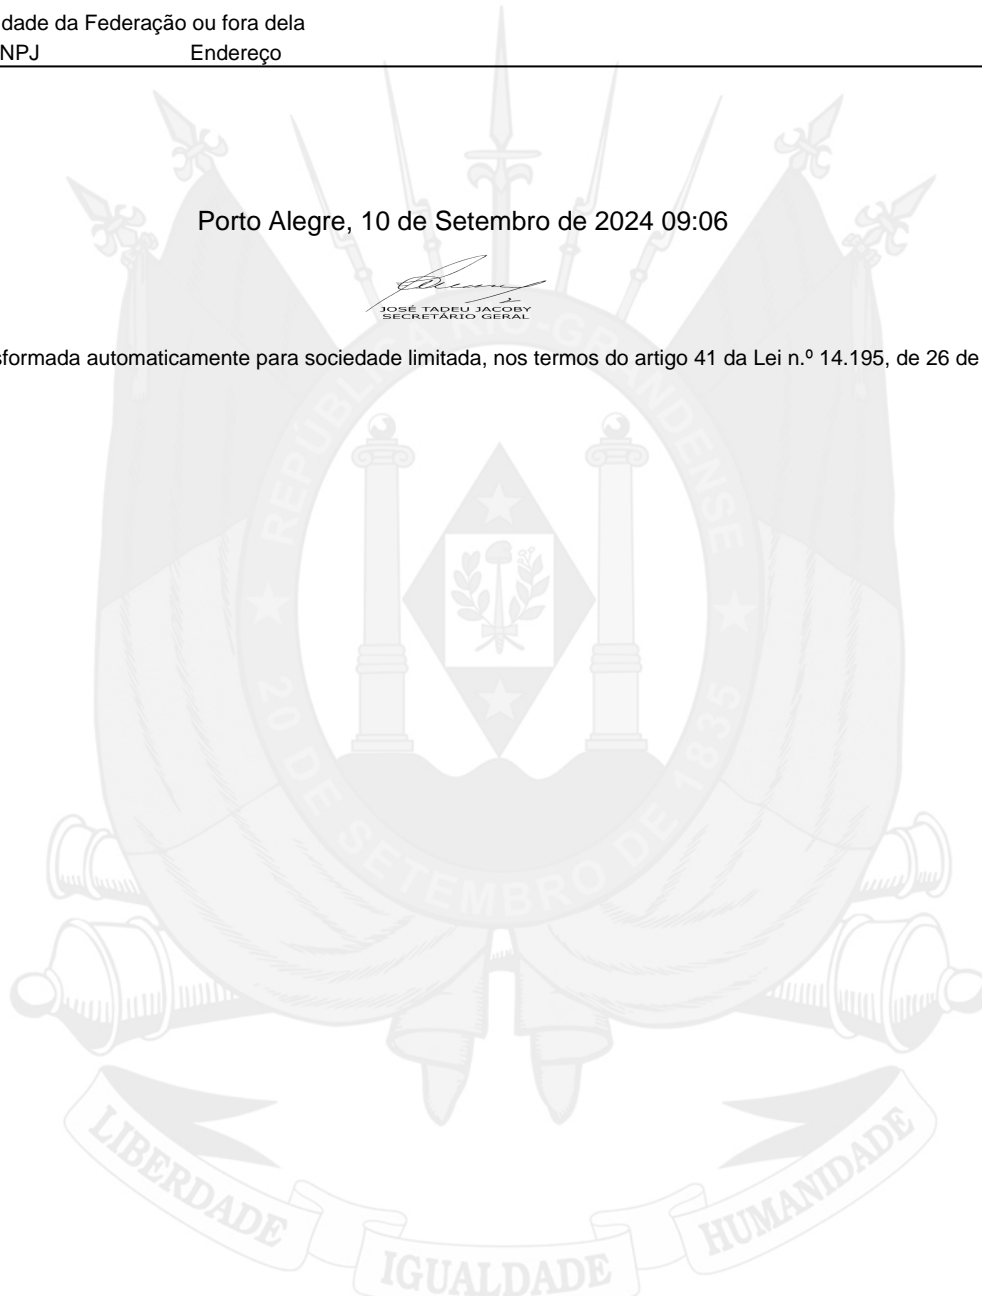 dade da Federação ou fora dela
NPJ Endereço
Porto Alegre, 10 de Setembro de 2024 09:06
JOSÉ TADEU JACOBY
SECRETÁRIO GERAL
sformada automaticamente para sociedade limitada, nos termos do artigo 41 da Lei n.º 14.195, de 26 de
REPÚBLICA RIO-GRANDENSE
20 DE SETEMBRO DE 1835
LIBERDADE
IGUALDADE
HUMANIDADE